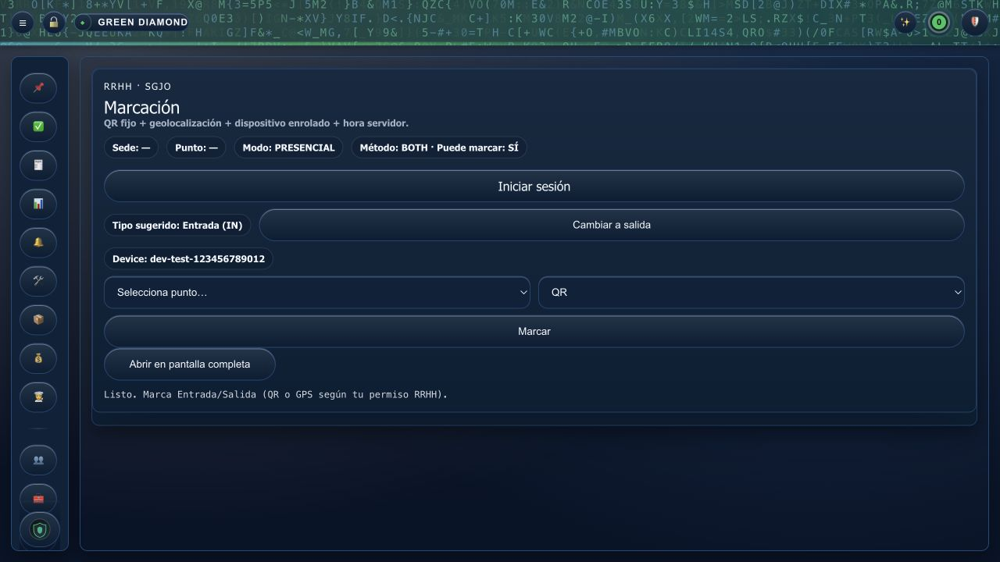 GREEN DIAMOND
0
RRHH · SGJO
Marcación
QR fijo + geolocalización + dispositivo enrolado + hora servidor.
Sede: —
Punto: —
Modo: PRESENCIAL
Método: BOTH · Puede marcar: SÍ
Iniciar sesión
Tipo sugerido: Entrada (IN)
Cambiar a salida
Device: dev-test-123456789012
Selecciona punto…
QR
Marcar
Abrir en pantalla completa
Listo. Marca Entrada/Salida (QR o GPS según tu permiso RRHH).